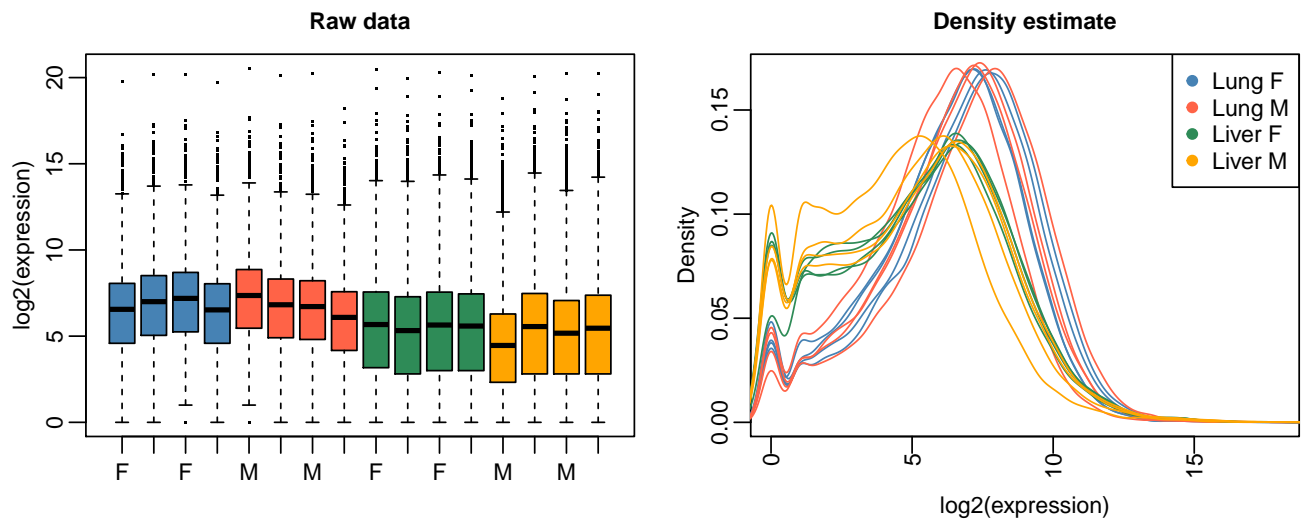 Raw data
log2(expression)
20
15
10
5
0
F F M M F F M M
Density estimate
Density
0.15
0.10
0.05
0.00
Lung F
Lung M
Liver F
Liver M
0 5 10 15
log2(expression)